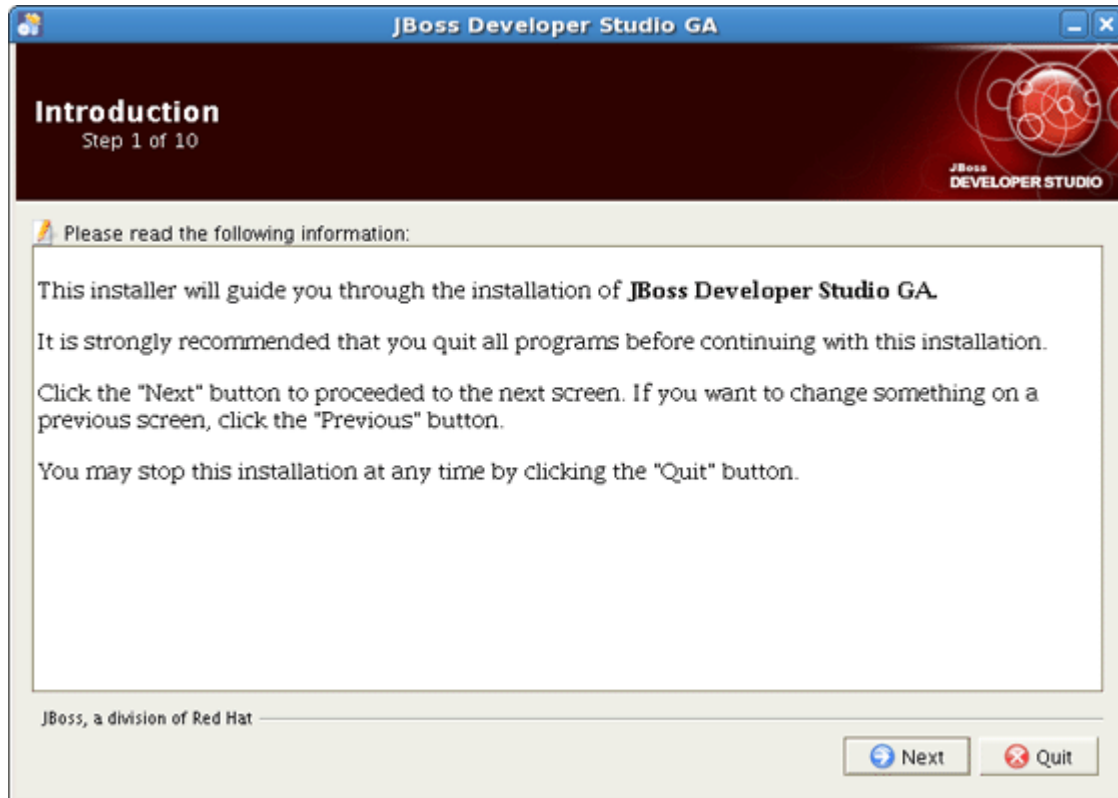 JBoss Developer Studio GA
Introduction
Step 1 of 10
JBoss
DEVELOPER STUDIO
Please read the following information:
This installer will guide you through the installation of JBoss Developer Studio GA.
It is strongly recommended that you quit all programs before continuing with this installation.
Click the "Next" button to proceeded to the next screen. If you want to change something on a
previous screen, click the "Previous" button.
You may stop this installation at any time by clicking the "Quit" button.
JBoss, a division of Red Hat
Next
Quit